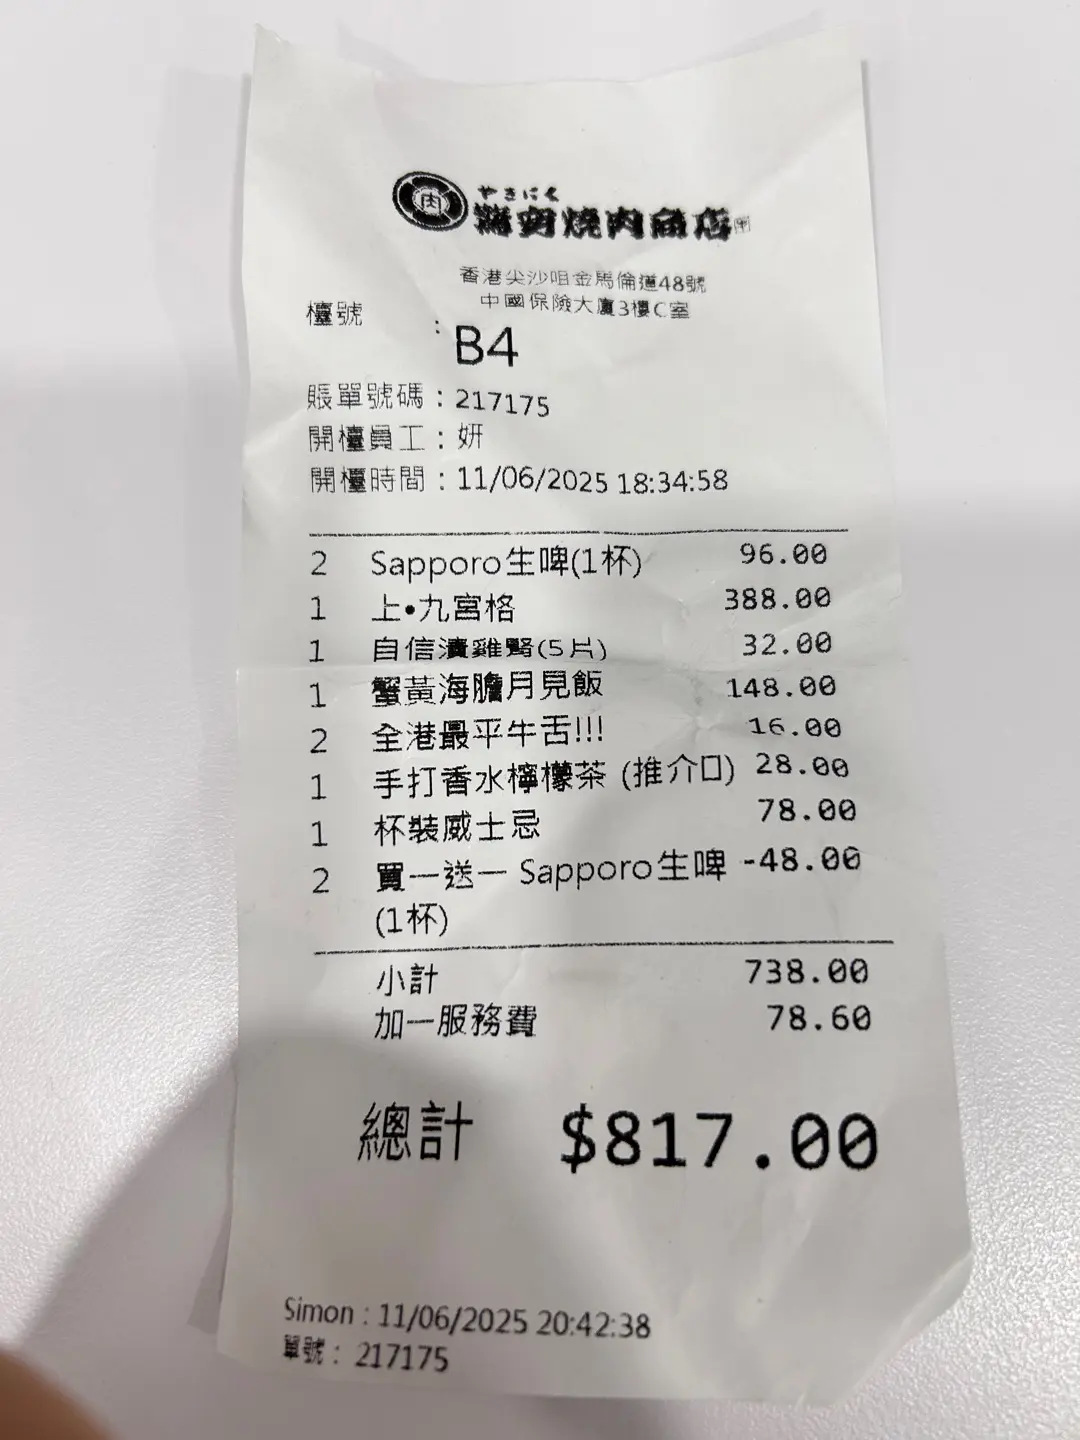 肉
やきにく
燒肉商店
香港尖沙咀金馬倫道48號
中國保險大廈3樓C室
檯號 :
B4
賬單號碼 : 217175
開檯員工 : 妍
開檯時間 : 11/06/2025 18:34:58
2 Sapporo生啤(1杯) 96.00
1 上•九宮格 388.00
1 自信漬雞腎(5片) 32.00
1 蟹黃海膽月見飯 148.00
2 全港最平牛舌!!! 16.00
1 手打香水檸檬茶 (推介口) 28.00
1 杯裝威士忌 78.00
2 買一送一 Sapporo生啤 -48.00
(1杯)
小計 738.00
加一服務費 78.60
總計 $817.00
Simon : 11/06/2025 20:42:38
單號 : 217175